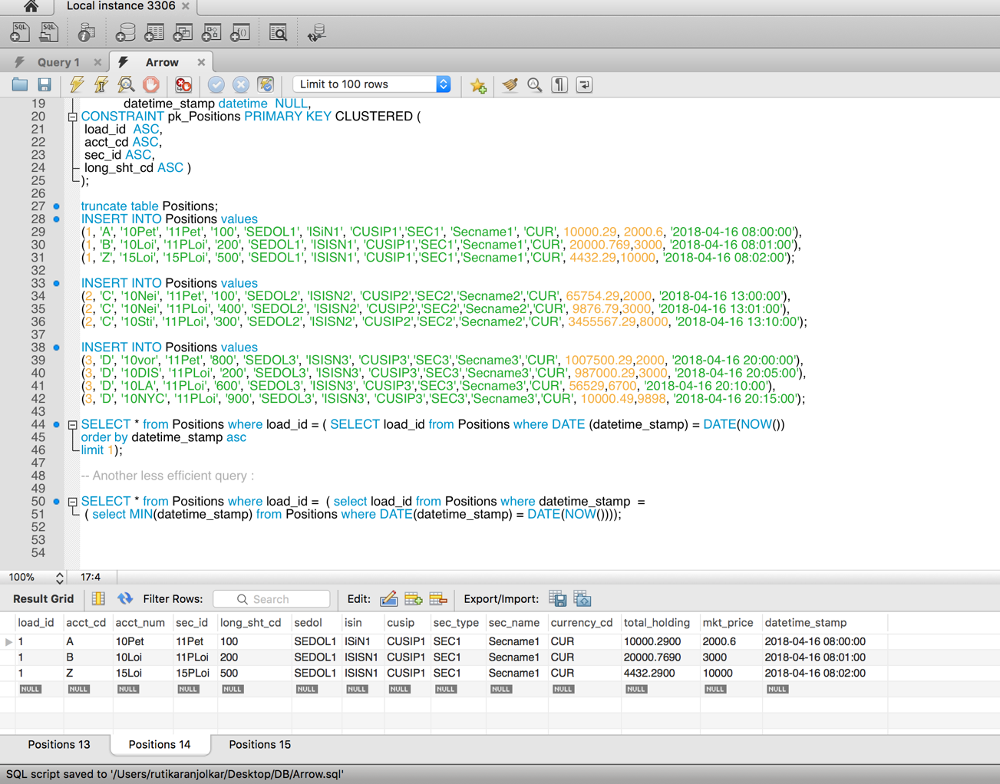 Local instance 3306
Query 1
Arrow
Limit to 100 rows
19 datetime_stamp datetime NULL,
20 CONSTRAINT pk_Positions PRIMARY KEY CLUSTERED (
21 load_id ASC,
22 acct_cd ASC,
23 sec_id ASC,
24 long_sht_cd ASC )
25 );
26
27 truncate table Positions;
28 INSERT INTO Positions values
29 (1, 'A', '10Pet', '11Pet', '100', 'SEDOL1', 'ISiN1', 'CUSIP1','SEC1', 'Secname1', 'CUR', 10000.29, 2000.6, '2018-04-16 08:00:00'),
30 (1, 'B', '10Loi', '11PLoi', '200', 'SEDOL1', 'ISISN1', 'CUSIP1','SEC1','Secname1','CUR', 20000.769,3000, '2018-04-16 08:01:00'),
31 (1, 'Z', '15Loi', '15PLoi', '500', 'SEDOL1', 'ISISN1', 'CUSIP1','SEC1','Secname1','CUR', 4432.29,10000, '2018-04-16 08:02:00');
32
33 INSERT INTO Positions values
34 (2, 'C', '10Nei', '11Pet', '100', 'SEDOL2', 'ISISN2', 'CUSIP2','SEC2','Secname2','CUR', 65754.29,2000, '2018-04-16 13:00:00'),
35 (2, 'C', '10Nei', '11PLoi', '400', 'SEDOL2', 'ISISN2', 'CUSIP2','SEC2','Secname2','CUR', 9876.79,3000, '2018-04-16 13:01:00'),
36 (2, 'C', '10Sti', '11PLoi', '300', 'SEDOL2', 'ISISN2', 'CUSIP2','SEC2','Secname2','CUR', 3455567.29,8000, '2018-04-16 13:10:00');
37
38 INSERT INTO Positions values
39 (3, 'D', '10vor', '11Pet', '800', 'SEDOL3', 'ISISN3', 'CUSIP3','SEC3','Secname3','CUR', 1007500.29,2000, '2018-04-16 20:00:00'),
40 (3, 'D', '10DIS', '11PLoi', '200', 'SEDOL3', 'ISISN3', 'CUSIP3','SEC3','Secname3','CUR', 987000.29,3000, '2018-04-16 20:05:00'),
41 (3, 'D', '10LA', '11PLoi', '600', 'SEDOL3', 'ISISN3', 'CUSIP3','SEC3','Secname3','CUR', 56529,6700, '2018-04-16 20:10:00'),
42 (3, 'D', '10NYC', '11PLoi', '900', 'SEDOL3', 'ISISN3', 'CUSIP3','SEC3','Secname3','CUR', 10000.49,9898, '2018-04-16 20:15:00');
43
44 SELECT * from Positions where load_id = ( SELECT load_id from Positions where DATE (datetime_stamp) = DATE(NOW())
45 order by datetime_stamp asc
46 limit 1);
47
48 -- Another less efficient query :
49
50 SELECT * from Positions where load_id = ( select load_id from Positions where datetime_stamp =
51 ( select MIN(datetime_stamp) from Positions where DATE(datetime_stamp) = DATE(NOW())));
52
53
54
100% 17:4
Result Grid Filter Rows: Search Edit: Export/Import:
load_id acct_cd acct_num sec_id long_sht_cd sedol isin cusip sec_type sec_name currency_cd total_holding mkt_price datetime_stamp
1 A 10Pet 11Pet 100 SEDOL1 ISiN1 CUSIP1 SEC1 Secname1 CUR 10000.2900 2000.6 2018-04-16 08:00:00
1 B 10Loi 11PLoi 200 SEDOL1 ISISN1 CUSIP1 SEC1 Secname1 CUR 20000.7690 3000 2018-04-16 08:01:00
1 Z 15Loi 15PLoi 500 SEDOL1 ISISN1 CUSIP1 SEC1 Secname1 CUR 4432.2900 10000 2018-04-16 08:02:00
NULL NULL NULL NULL NULL NULL NULL NULL NULL NULL NULL NULL NULL NULL
Positions 13 Positions 14 Positions 15
SQL script saved to '/Users/rutikaranjolkar/Desktop/DB/Arrow.sql'